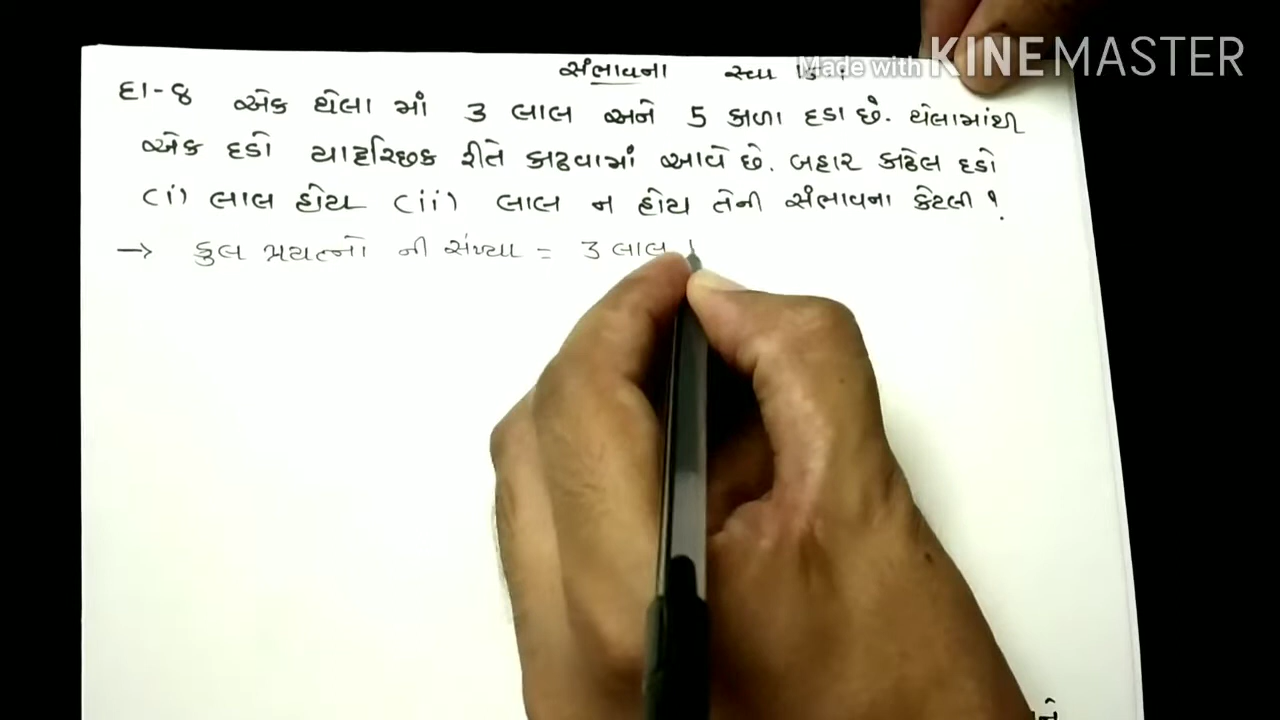 Made with KINEMASTER
સંભાવના સ્વા
દા-૪ એક થેલા માં 3 લાલ અને 5 કાળા દડા છે. થેલામાંથી
એક દડો યાદચ્છિક રીતે કાઢવામાં આવે છે. બહાર કાઢેલ દડો
(i) લાલ હોય (ii) લાલ ન હોય તેની સંભાવના કેટલી ?
→ કુલ પ્રયત્નો ની સંખ્યા = 3 લાલ